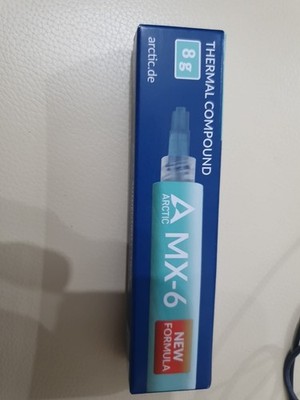 THERMAL COMPOUND
8g
arctic.de
ARCTIC
MX-6
NEW
FORMULA